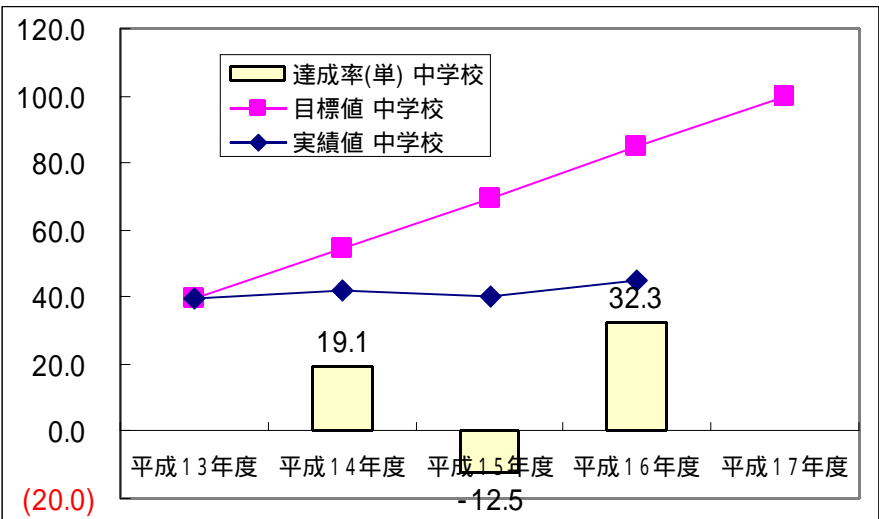 120.0
100.0
80.0
60.0
40.0
20.0
0.0
(20.0)
達成率(単) 中学校
目標値 中学校
実績値 中学校
19.1
-12.5
32.3
平成13年度
平成14年度
平成15年度
平成16年度
平成17年度